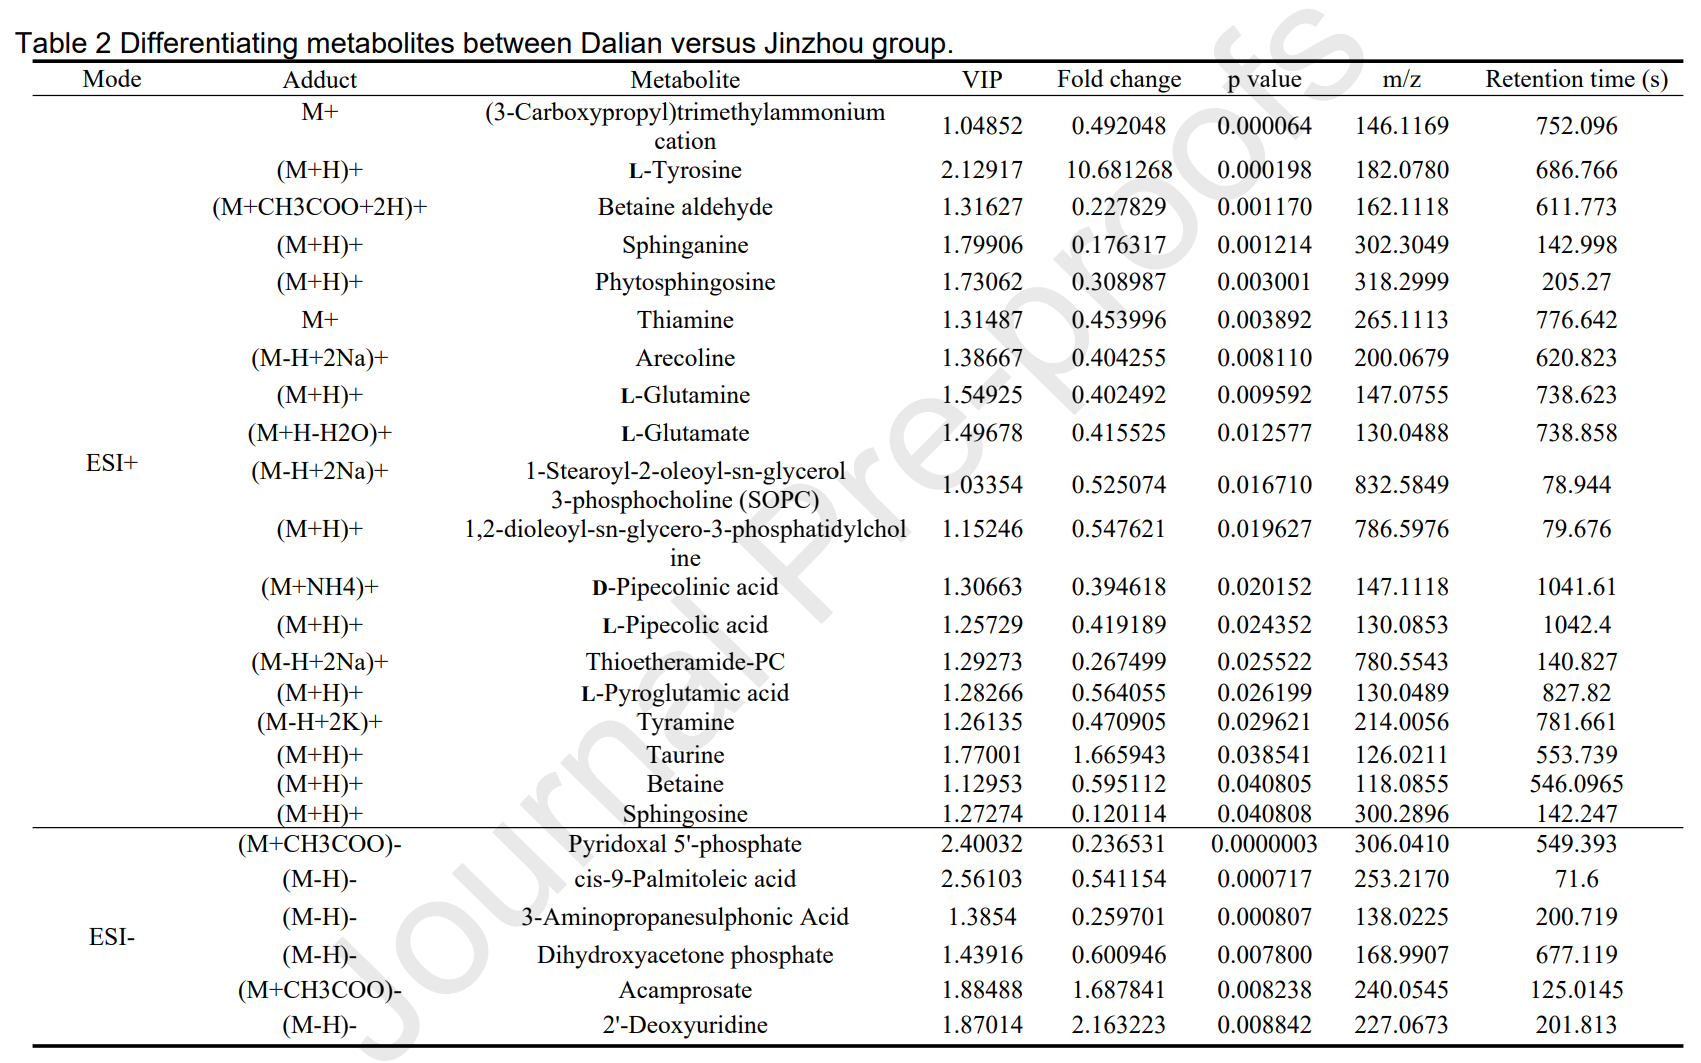 Table 2 Differentiating metabolites between Dalian versus Jinzhou group.
Mode Adduct Metabolite VIP Fold change p value m/z Retention time (s)
M+ (3-Carboxypropyl)trimethylammonium
cation 1.04852 0.492048 0.000064 146.1169 752.096
(M+H)+ L-Tyrosine 2.12917 10.681268 0.000198 182.0780 686.766
(M+CH3COO+2H)+ Betaine aldehyde 1.31627 0.227829 0.001170 162.1118 611.773
(M+H)+ Sphinganine 1.79906 0.176317 0.001214 302.3049 142.998
(M+H)+ Phytosphingosine 1.73062 0.308987 0.003001 318.2999 205.27
M+ Thiamine 1.31487 0.453996 0.003892 265.1113 776.642
(M-H+2Na)+ Arecoline 1.38667 0.404255 0.008110 200.0679 620.823
(M+H)+ L-Glutamine 1.54925 0.402492 0.009592 147.0755 738.623
(M+H-H2O)+ L-Glutamate 1.49678 0.415525 0.012577 130.0488 738.858
ESI+
(M-H+2Na)+ 1-Stearoyl-2-oleoyl-sn-glycerol
3-phosphocholine (SOPC) 1.03354 0.525074 0.016710 832.5849 78.944
(M+H)+ 1,2-dioleoyl-sn-glycero-3-phosphatidylchol 1.15246 0.547621 0.019627 786.5976 79.676
ine
(M+NH4)+ D-Pipecolinic acid 1.30663 0.394618 0.020152 147.1118 1041.61
(M+H)+ L-Pipecolic acid 1.25729 0.419189 0.024352 130.0853 1042.4
(M-H+2Na)+ Thioetheramide-PC 1.29273 0.267499 0.025522 780.5543 140.827
(M+H)+ L-Pyroglutamic acid 1.28266 0.564055 0.026199 130.0489 827.82
(M-H+2K)+ Tyramine 1.26135 0.470905 0.029621 214.0056 781.661
(M+H)+ Taurine 1.77001 1.665943 0.038541 126.0211 553.739
(M+H)+ Betaine 1.12953 0.595112 0.040805 118.0855 546.0965
(M+H)+ Sphingosine 1.27274 0.120114 0.040808 300.2896 142.247
(M+CH3COO)- Pyridoxal 5'-phosphate 2.40032 0.236531 0.0000003 306.0410 549.393
(M-H)- cis-9-Palmitoleic acid 2.56103 0.541154 0.000717 253.2170 71.6
(M-H)- 3-Aminopropanesulphonic Acid 1.3854 0.259701 0.000807 138.0225 200.719
ESI-
(M-H)- Dihydroxyacetone phosphate 1.43916 0.600946 0.007800 168.9907 677.119
(M+CH3COO)- Acamprosate 1.88488 1.687841 0.008238 240.0545 125.0145
(M-H)- 2'-Deoxyuridine 1.87014 2.163223 0.008842 227.0673 201.813
Journal Pre-proofs